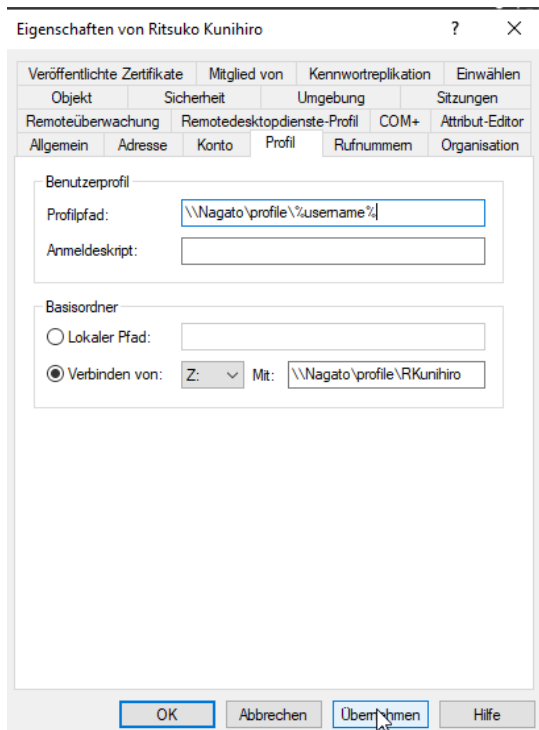 Eigenschaften von Ritsuko Kunihiro ? ×
Veröffentlichte Zertifikate Mitglied von Kennwortreplikation Einwählen
Objekt Sicherheit Umgebung Sitzungen
Remoteüberwachung Remotedesktopdienste-Profil COM+ Attribut-Editor
Allgemein Adresse Konto Profil Rufnummern Organisation
Benutzerprofil
Profilpfad: \\Nagato\profile\%username%
Anmeldeskript:
Basisordner
Lokaler Pfad:
Verbinden von: Z: Mit: \\Nagato\profile\RKunihiro
OK Abbrechen Übernehmen Hilfe